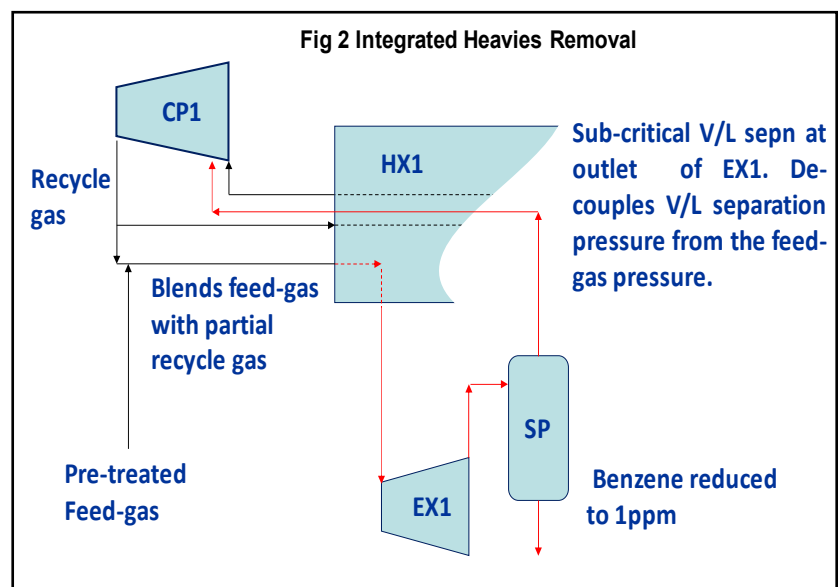 Fig 2 Integrated Heavies Removal
CP1
HX1
Sub-critical V/L sepn at
outlet of EX1. De-
couples V/L separation
pressure from the feed-
gas pressure.
Recycle
gas
Blends feed-gas
with partial
recycle gas
SP
Pre-treated
Feed-gas
EX1
Benzene reduced
to 1ppm